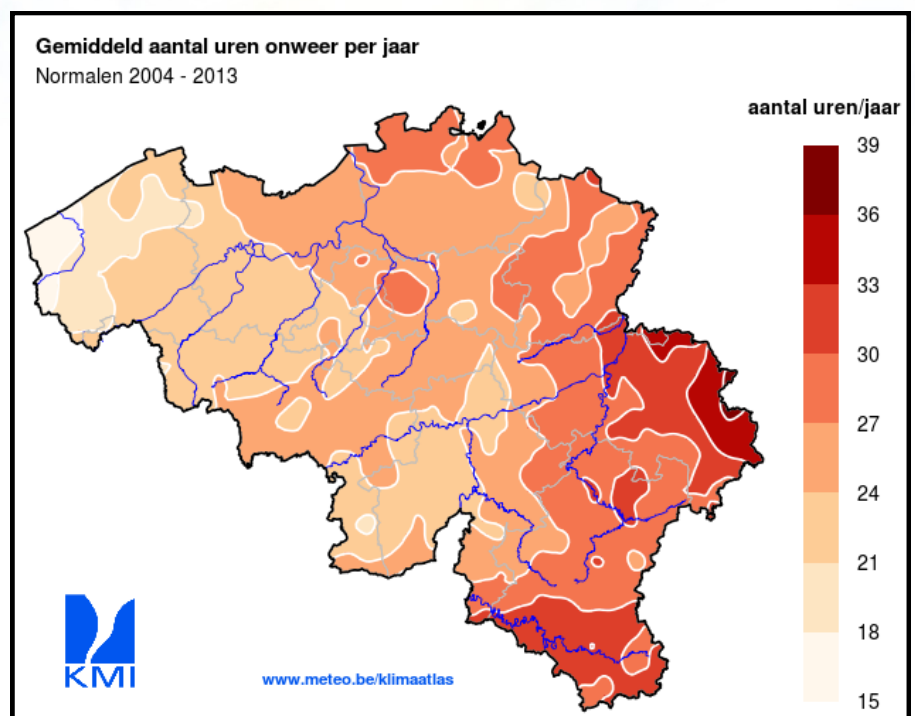 Gemiddeld aantal uren onweer per jaar
Normalen 2004 - 2013
aantal uren/jaar
39
36
33
30
27
24
21
18
15
KMI
www.meteo.be/klimaatlas